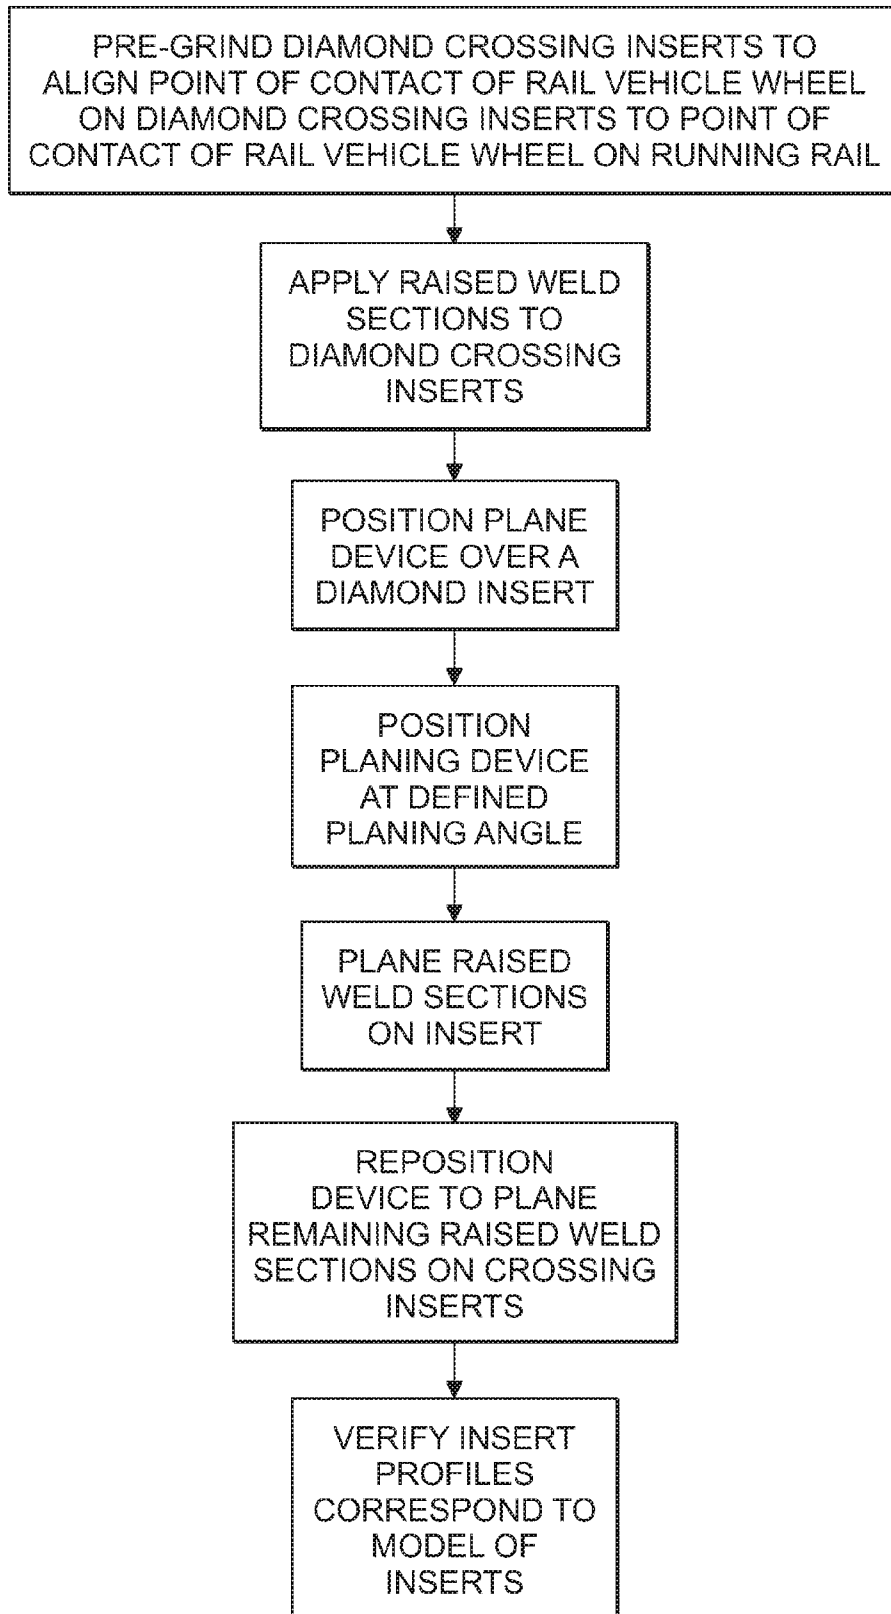 PRE-GRIND DIAMOND CROSSING INSERTS TO
ALIGN POINT OF CONTACT OF RAIL VEHICLE WHEEL
ON DIAMOND CROSSING INSERTS TO POINT OF
CONTACT OF RAIL VEHICLE WHEEL ON RUNNING RAIL
APPLY RAISED WELD
SECTIONS TO
DIAMOND CROSSING
INSERTS
POSITION PLANE
DEVICE OVER A
DIAMOND INSERT
POSITION
PLANING DEVICE
AT DEFINED
PLANING ANGLE
PLANE RAISED
WELD SECTIONS
ON INSERT
REPOSITION
DEVICE TO PLANE
REMAINING RAISED WELD
SECTIONS ON CROSSING
INSERTS
VERIFY INSERT
PROFILES
CORRESPOND TO
MODEL OF
INSERTS